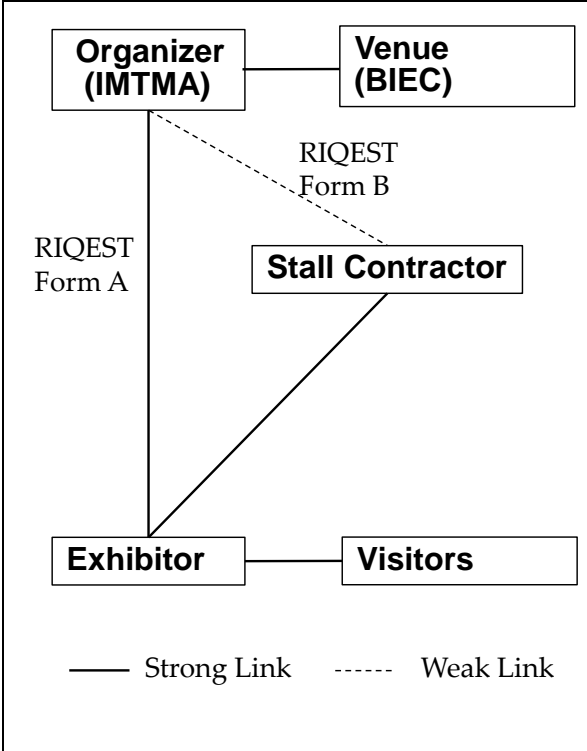 Organizer
(IMTMA)
Venue
(BIEC)
RIQEST
Form B
RIQEST
Form A
Stall Contractor
Exhibitor
Visitors
Strong Link
Weak Link